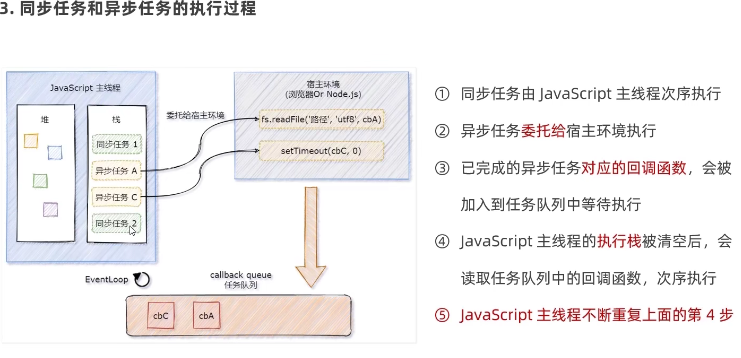 3. 同步任务和异步任务的执行过程
JavaScript 主线程
堆
栈
同步任务 1
异步任务 A
异步任务 C
同步任务 2
委托给宿主环境
宿主环境
(浏览器Or Node.js)
fs.readFile('路径', 'utf8', cbA)
setTimeout(cbC, 0)
EventLoop
callback queue
任务队列
cbC
cbA
① 同步任务由 JavaScript 主线程次序执行
② 异步任务委托给宿主环境执行
③ 已完成的异步任务对应的回调函数，会被
加入到任务队列中等待执行
④ JavaScript 主线程的执行栈被清空后，会
读取任务队列中的回调函数，次序执行
⑤ JavaScript 主线程不断重复上面的第 4 步